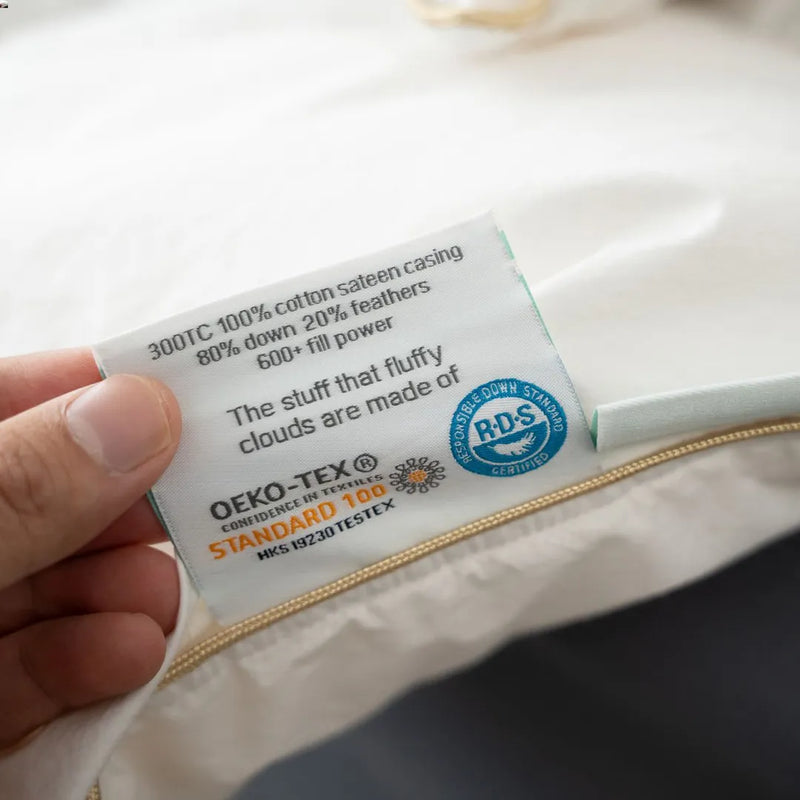 300TC 100% cotton sateen casing
80% down 20% feathers
600+ fill power
The stuff that fluffy
clouds are made of
RESPONSIBLE DOWN STANDARD
R·D·S
CERTIFIED
OEKO-TEX®
CONFIDENCE IN TEXTILES
STANDARD 100
HKS 19230 TESTEX